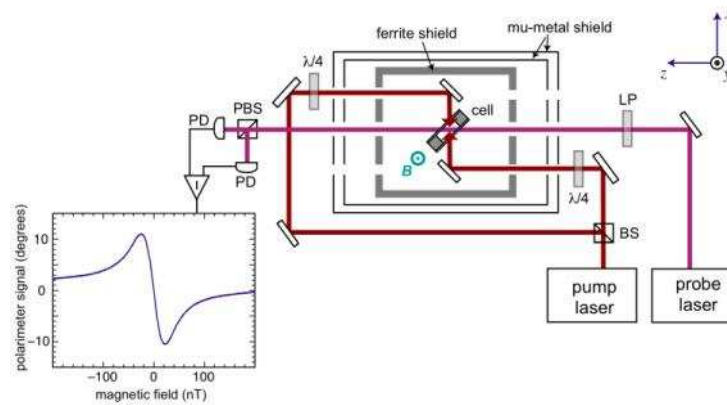 mu-metal shield
ferrite shield
λ/4
cell
LP
z
PBS
PD
PD
B
λ/4
BS
pump
laser
probe
laser
polarimeter signal (degrees)
10
0
−10
−100
0
100
magnetic field (nT)